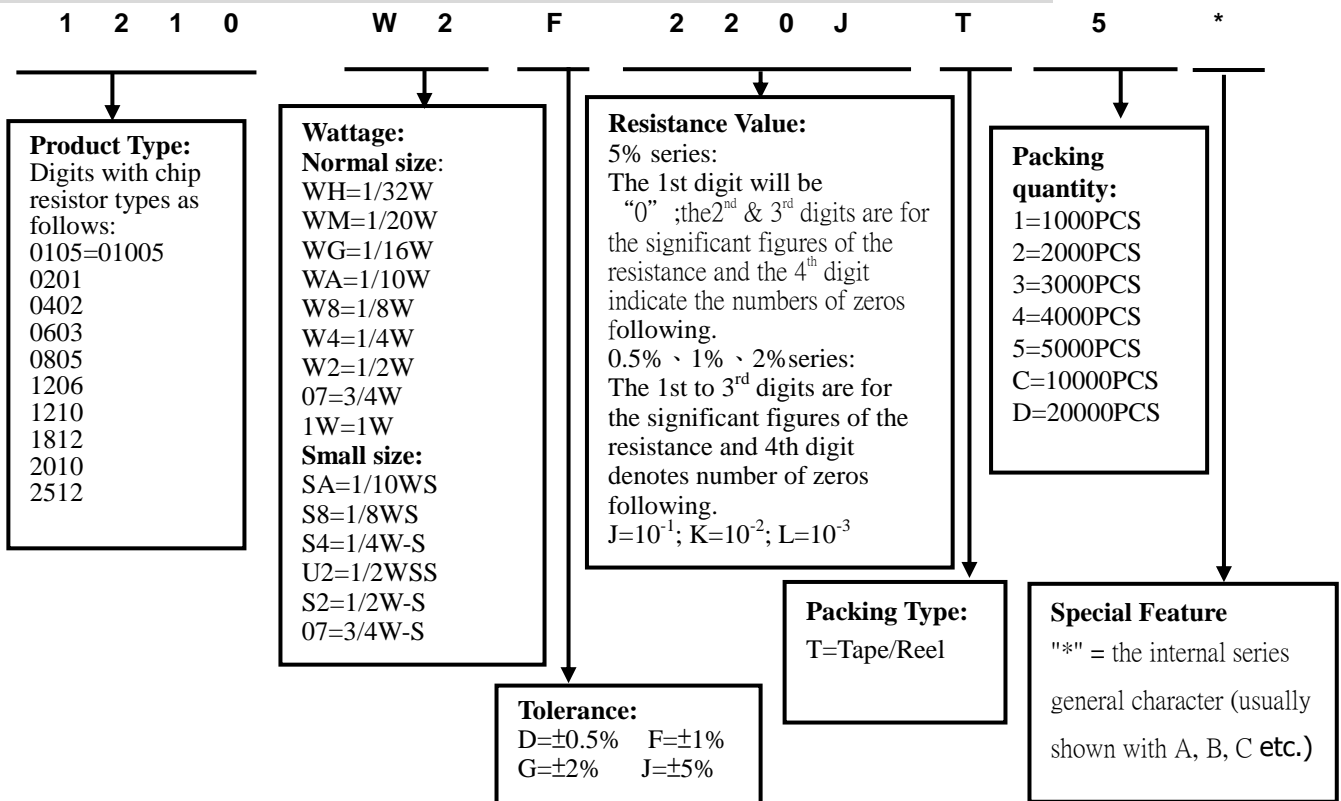 1 2 1 0 W 2 F 2 2 0 J T 5 *
Product Type:
Digits with chip
resistor types as
follows:
0105=01005
0201
0402
0603
0805
1206
1210
1812
2010
2512
Wattage:
Normal size:
WH=1/32W
WM=1/20W
WG=1/16W
WA=1/10W
W8=1/8W
W4=1/4W
W2=1/2W
07=3/4W
1W=1W
Small size:
SA=1/10WS
S8=1/8WS
S4=1/4W-S
U2=1/2WSS
S2=1/2W-S
07=3/4W-S
Tolerance:
D=±0.5% F=±1%
G=±2% J=±5%
Resistance Value:
5% series:
The 1st digit will be
“0” ;the2nd & 3rd digits are for
the significant figures of the
resistance and the 4th digit
indicate the numbers of zeros
following.
0.5%、1%、2%series:
The 1st to 3rd digits are for
the significant figures of the
resistance and 4th digit
denotes number of zeros
following.
J=10-1; K=10-2; L=10-3
Packing Type:
T=Tape/Reel
Packing
quantity:
1=1000PCS
2=2000PCS
3=3000PCS
4=4000PCS
5=5000PCS
C=10000PCS
D=20000PCS
Special Feature
"*" = the internal series
general character (usually
shown with A, B, C etc.)